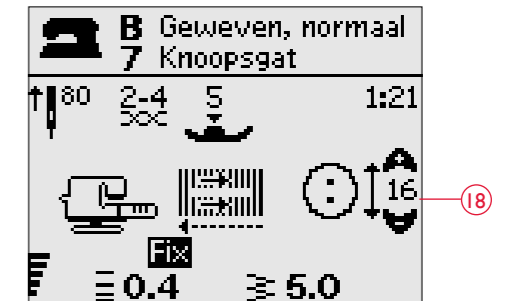 B Geweven, normaal
7 Knoopsgat
80 2-4 5 1:21
16
18
Fix
0.4 5.0